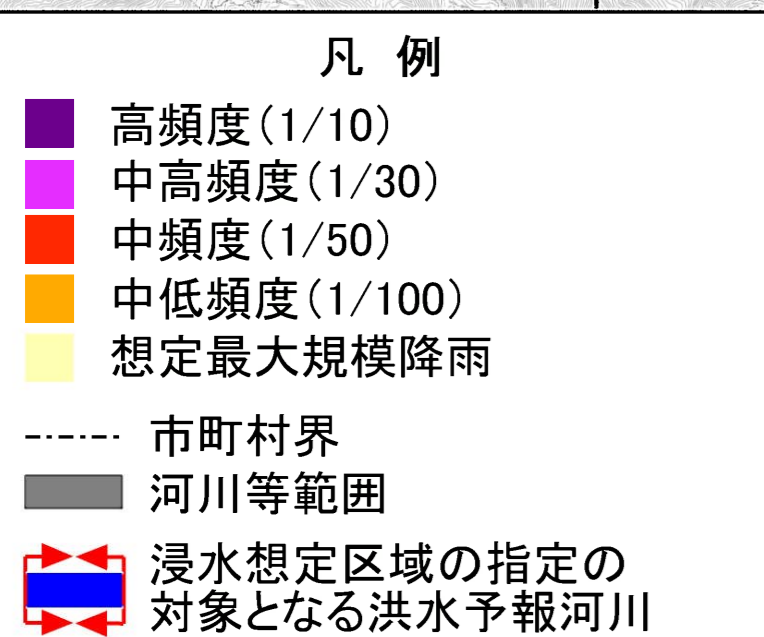 凡 例
高頻度(1/10)
中高頻度(1/30)
中頻度(1/50)
中低頻度(1/100)
想定最大規模降雨
市町村界
河川等範囲
浸水想定区域の指定の
対象となる洪水予報河川